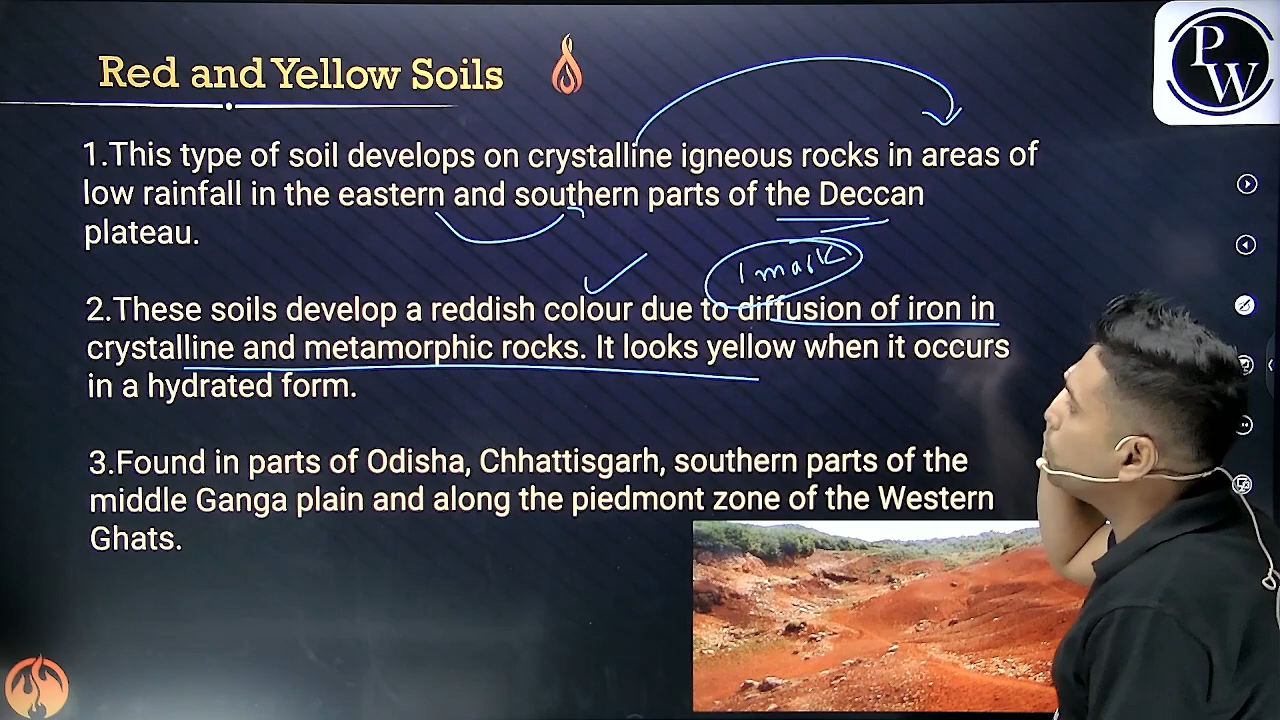 Red and Yellow Soils
PW
1.This type of soil develops on crystalline igneous rocks in areas of
low rainfall in the eastern and southern parts of the Deccan
plateau.
1 mark
2.These soils develop a reddish colour due to diffusion of iron in
crystalline and metamorphic rocks. It looks yellow when it occurs
in a hydrated form.
3.Found in parts of Odisha, Chhattisgarh, southern parts of the
middle Ganga plain and along the piedmont zone of the Western
Ghats.